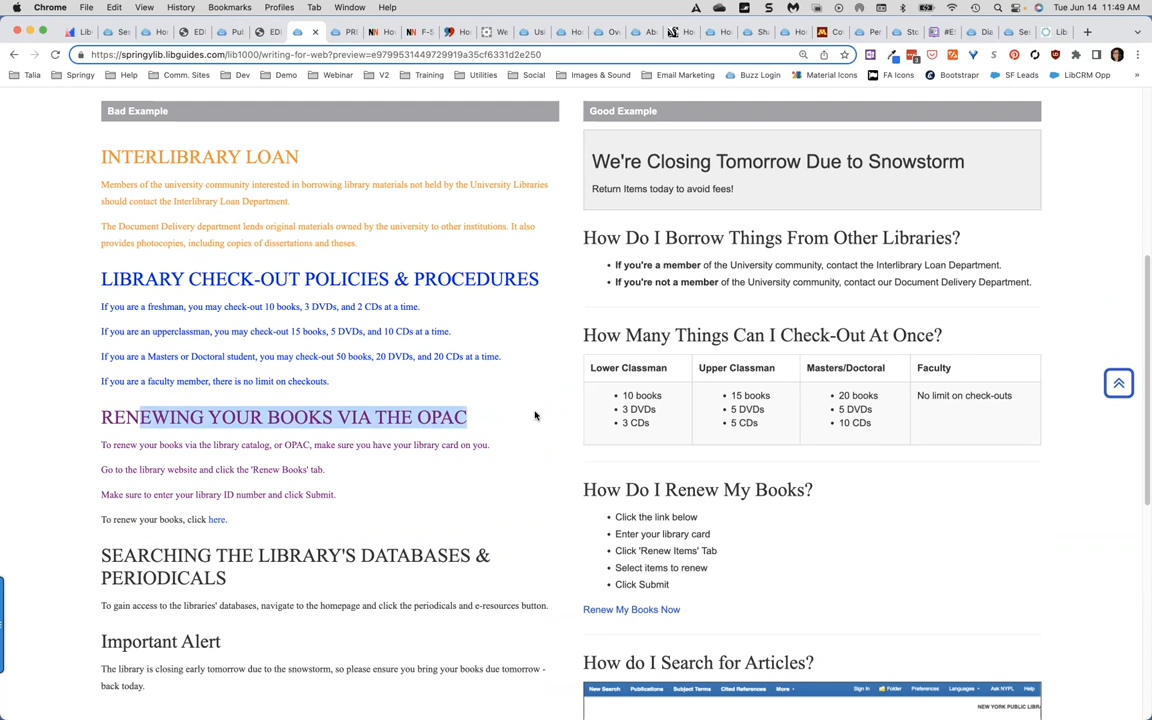 Chrome File Edit View History Bookmarks Profiles Tab Window Help Tue Jun 14 11:49 AM
https://springylib.libguides.com/lib1000/writing-for-web?preview=e9799531449729919a35cf6331d2e250
Talia Springy Help Comm. Sites Dev Demo Webinar V2 Training Utilities Social Images & Sound Email Marketing Buzz Login Material Icons FA Icons Bootstrapr SF Leads LibCRM Opp »
Bad Example
INTERLIBRARY LOAN
Members of the university community interested in borrowing library materials not held by the University Libraries
should contact the Interlibrary Loan Department.
The Document Delivery department lends original materials owned by the university to other institutions. It also
provides photocopies, including copies of dissertations and theses.
LIBRARY CHECK-OUT POLICIES & PROCEDURES
If you are a freshman, you may check-out 10 books, 3 DVDs, and 2 CDs at a time.
If you are an upperclassman, you may check-out 15 books, 5 DVDs, and 10 CDs at a time.
If you are a Masters or Doctoral student, you may check-out 50 books, 20 DVDs, and 20 CDs at a time.
If you are a faculty member, there is no limit on checkouts.
RENEWING YOUR BOOKS VIA THE OPAC
To renew your books via the library catalog, or OPAC, make sure you have your library card on you.
Go to the library website and click the 'Renew Books' tab.
Make sure to enter your library ID number and click Submit.
To renew your books, click here.
SEARCHING THE LIBRARY'S DATABASES &
PERIODICALS
To gain access to the libraries' databases, navigate to the homepage and click the periodicals and e-resources button.
Important Alert
The library is closing early tomorrow due to the snowstorm, so please ensure you bring your books due tomorrow -
back today.
Good Example
We're Closing Tomorrow Due to Snowstorm
Return Items today to avoid fees!
How Do I Borrow Things From Other Libraries?
• If you're a member of the University community, contact the Interlibrary Loan Department.
• If you're not a member of the University community, contact our Document Delivery Department.
How Many Things Can I Check-Out At Once?
Lower Classman Upper Classman Masters/Doctoral Faculty
• 10 books • 15 books • 20 books No limit on check-outs
• 3 DVDs • 5 DVDs • 5 DVDs
• 3 CDs • 5 CDs • 10 CDs
How Do I Renew My Books?
• Click the link below
• Enter your library card
• Click 'Renew Items' Tab
• Select items to renew
• Click Submit
Renew My Books Now
How do I Search for Articles?
New Search Publications Subject Terms Cited References More Sign In Folder Preferences Languages Ask NYPL Help
NEW YORK PUBLIC LIBRA